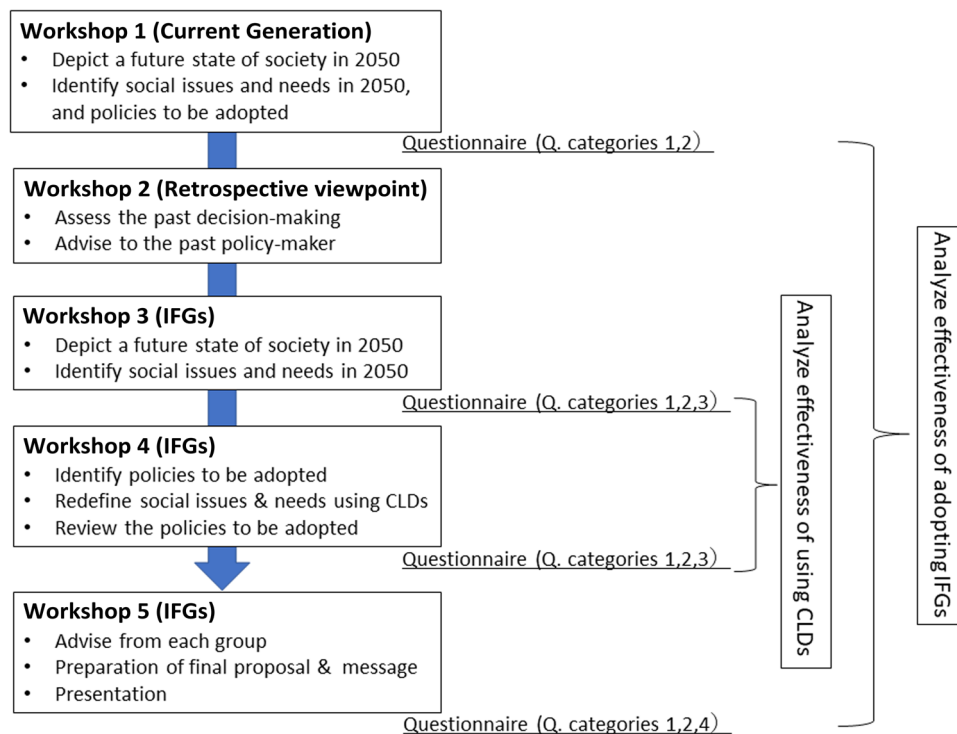 Workshop 1 (Current Generation)
• Depict a future state of society in 2050
• Identify social issues and needs in 2050,
and policies to be adopted
Questionnaire (Q. categories 1,2）
Workshop 2 (Retrospective viewpoint)
• Assess the past decision-making
• Advise to the past policy-maker
Workshop 3 (IFGs)
• Depict a future state of society in 2050
• Identify social issues and needs in 2050
Questionnaire (Q. categories 1,2,3）
Workshop 4 (IFGs)
• Identify policies to be adopted
• Redefine social issues & needs using CLDs
• Review the policies to be adopted
Questionnaire (Q. categories 1,2,3）
Workshop 5 (IFGs)
• Advise from each group
• Preparation of final proposal & message
• Presentation
Questionnaire (Q. categories 1,2,4）
Analyze effectiveness of using CLDs
Analyze effectiveness of adopting IFGs